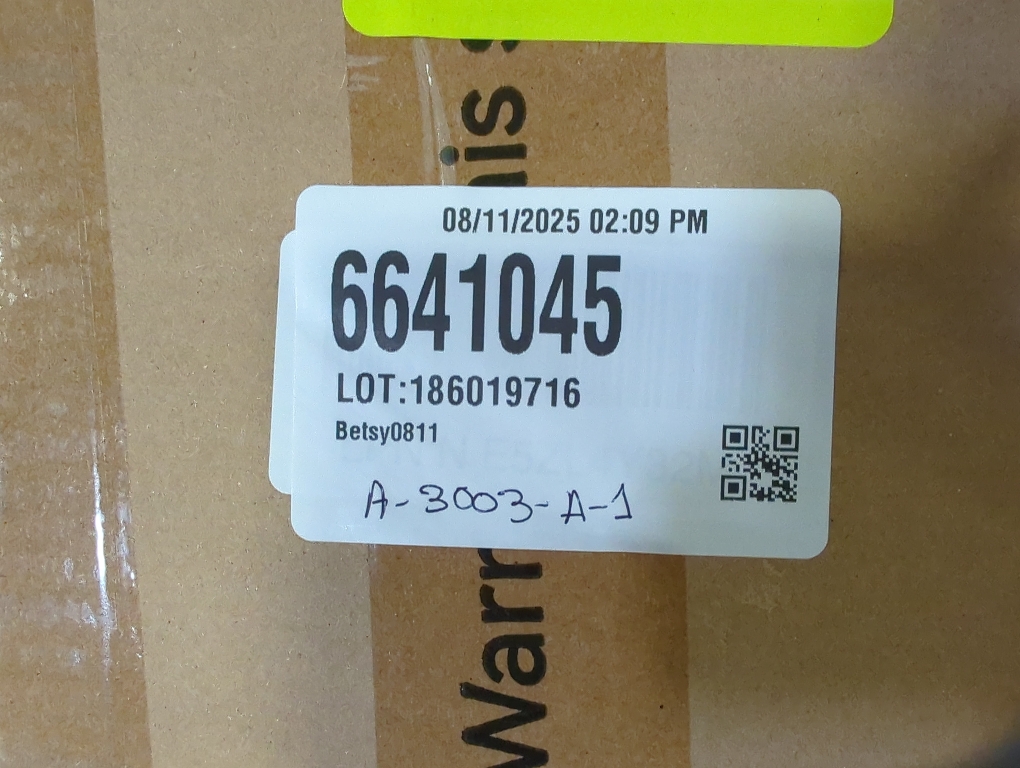 08/11/2025 02:09 PM
6641045
LOT:186019716
Betsy0811
A-3003-A-1